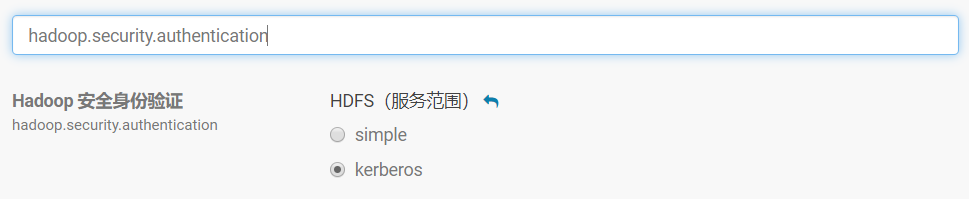 hadoop.security.authentication
Hadoop 安全身份验证
hadoop.security.authentication
HDFS（服务范围）
simple
kerberos